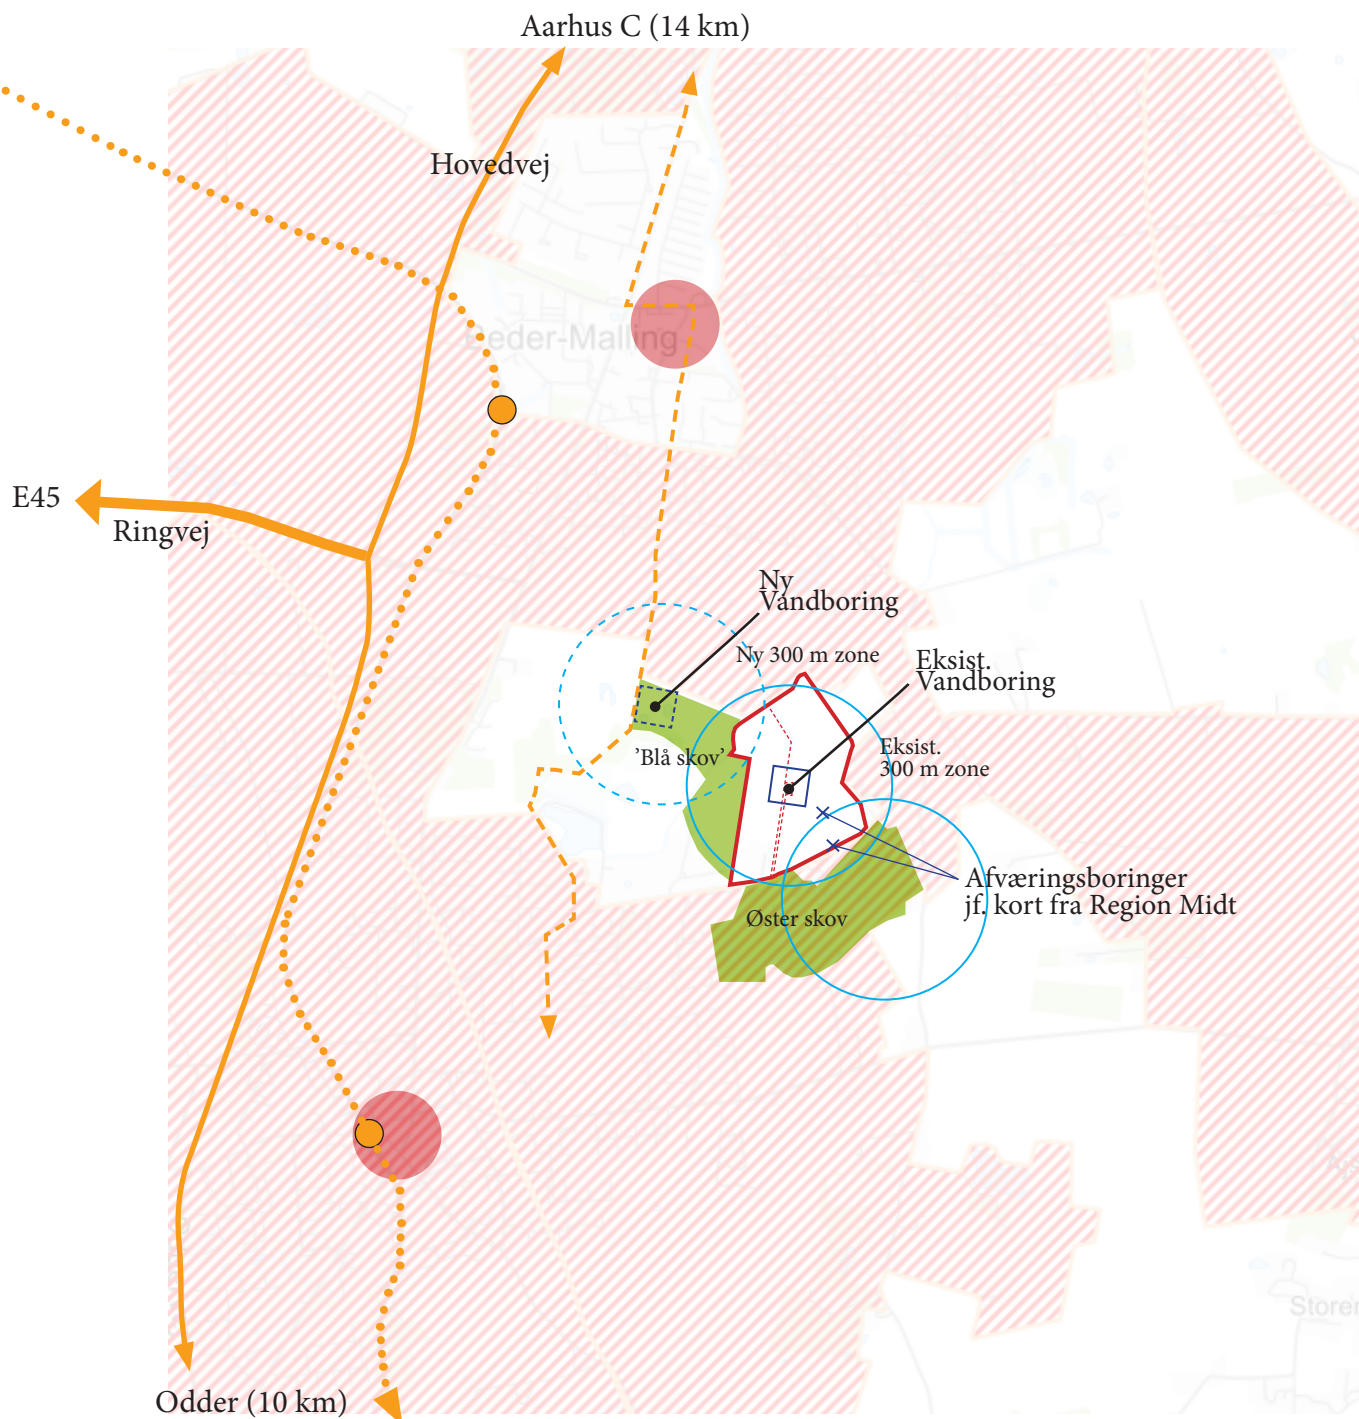 Aarhus C (14 km)
Hovedvej
Beder-Malling
E45
Ringvej
Ny
Vandboring
Ny 300 m zone
Eksist.
Vandboring
Eksist.
300 m zone
'Blå skov'
Afværingsboringer
jf. kort fra Region Midt
Øster skov
Odder (10 km)